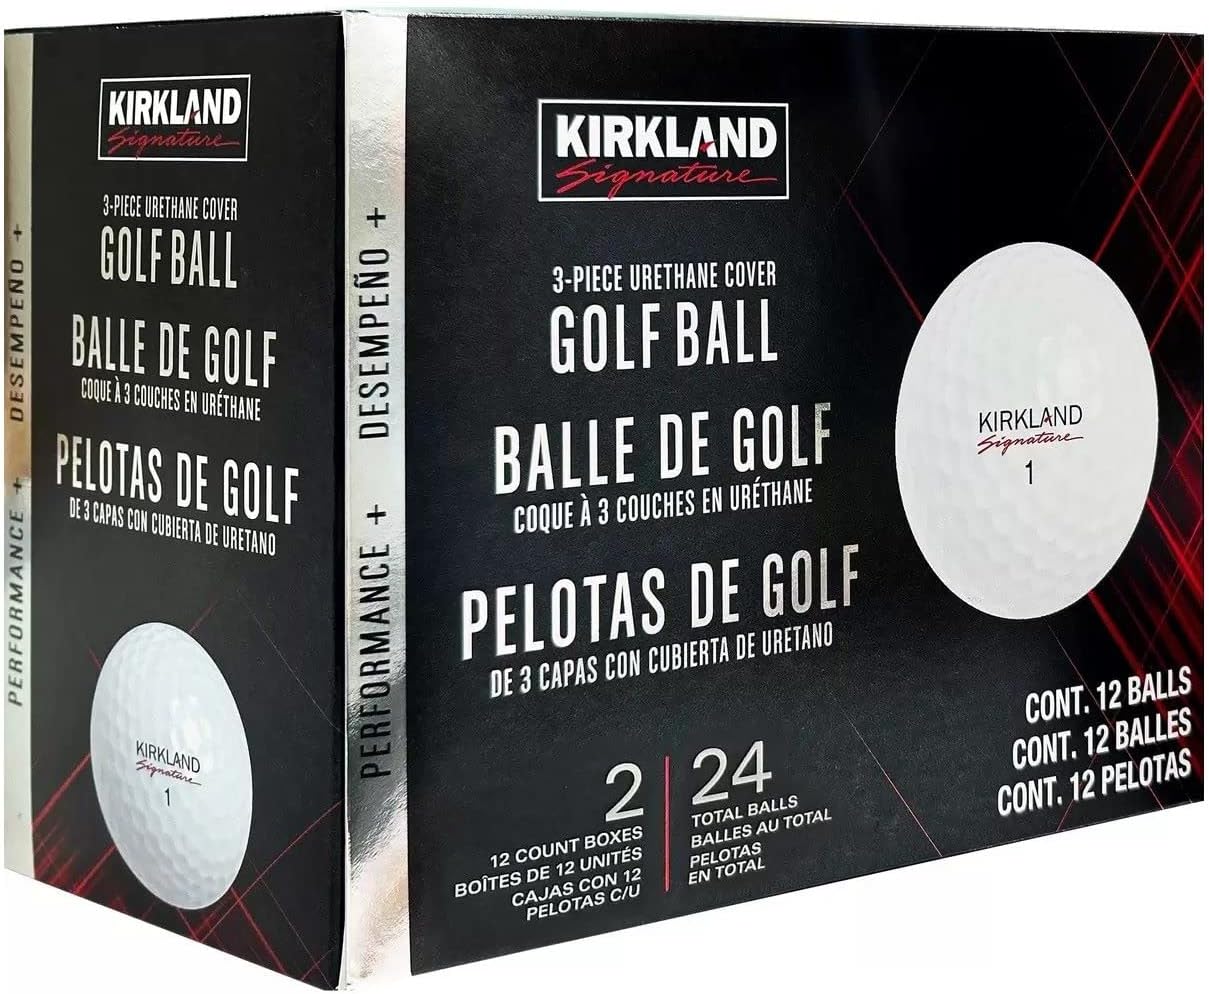 KIRKLAND
Signature
3-PIECE URETHANE COVER
GOLF BALL
BALLE DE GOLF
COQUE À 3 COUCHES EN URÉTHANE
PELOTAS DE GOLF
DE 3 CAPAS CON CUBIERTA DE URETANO
KIRKLAND
Signature
1
PERFORMANCE + DESEMPEÑO +
PERFORMANCE + DESEMPEÑO +
KIRKLAND
Signature
3-PIECE URETHANE COVER
GOLF BALL
BALLE DE GOLF
COQUE À 3 COUCHES EN URÉTHANE
PELOTAS DE GOLF
DE 3 CAPAS CON CUBIERTA DE URETANO
KIRKLAND
Signature
1
2
12 COUNT BOXES
BOÎTES DE 12 UNITÉS
CAJAS CON 12
PELOTAS C/U
24
TOTAL BALLS
BALLES AU TOTAL
PELOTAS
EN TOTAL
CONT. 12 BALLS
CONT. 12 BALLES
CONT. 12 PELOTAS